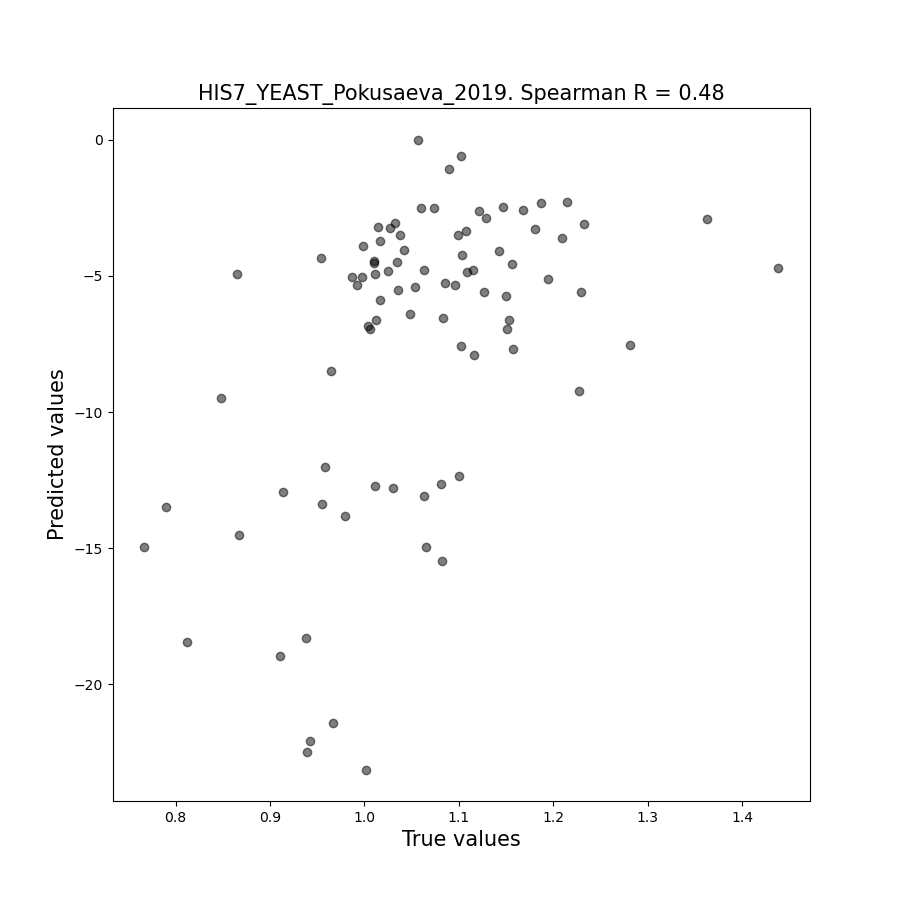 HIS7_YEAST_Pokusaeva_2019. Spearman R = 0.48
0
−5
−10
−15
−20
Predicted values
0.8 0.9 1.0 1.1 1.2 1.3 1.4
True values